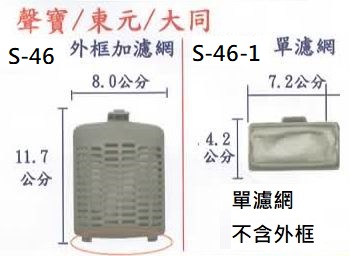 聲寶/東元/大同
S-46 外框加濾網
8.0公分
11.7
公分
S-46-1 單濾網
7.2公分
4.2
公分
單濾網
不含外框